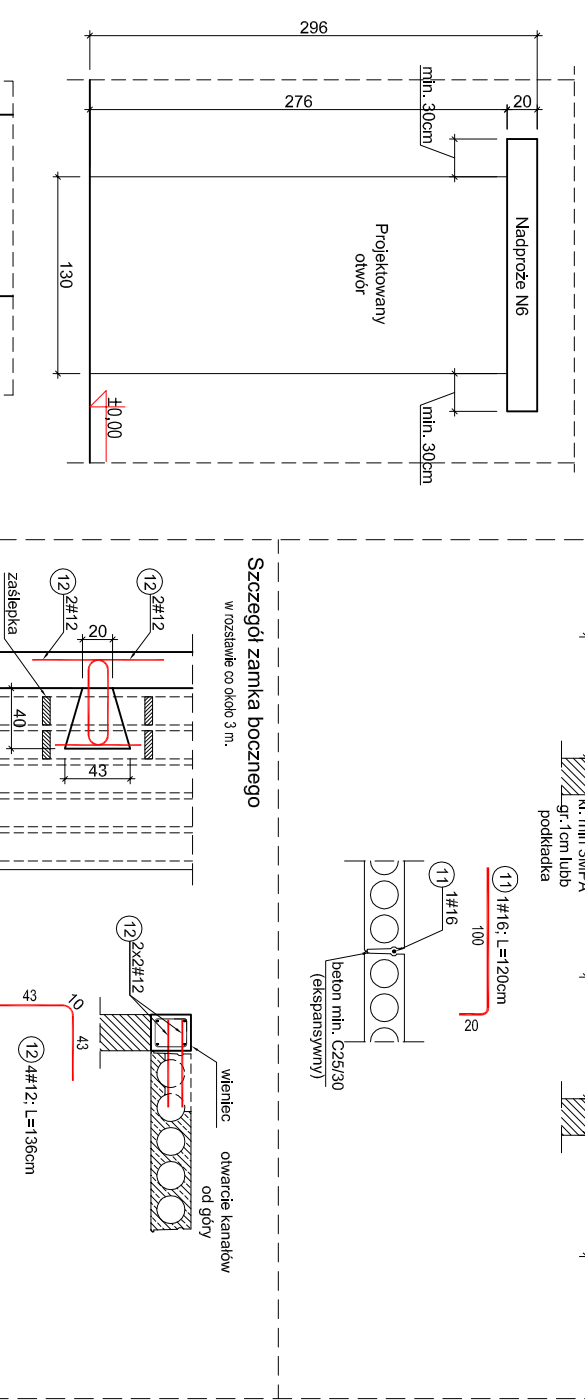 296
276
20
min. 30cm
Nadproże N6
Projektowany
otwór
130
±0,00
min. 30cm
gr.1cm lubb
podkładka
11 1#16; L=120cm
100
20
11 1#16
beton min. C25/30
(ekspansywny)
Szczegół zamka bocznego
w rozstawie co około 3 m.
12 2#12
12 2#12
20
zaślepka
40
43
12 2x2#12
wieniec
otwarcie kanałów
od góry
43
10
43
12 4#12; L=136cm